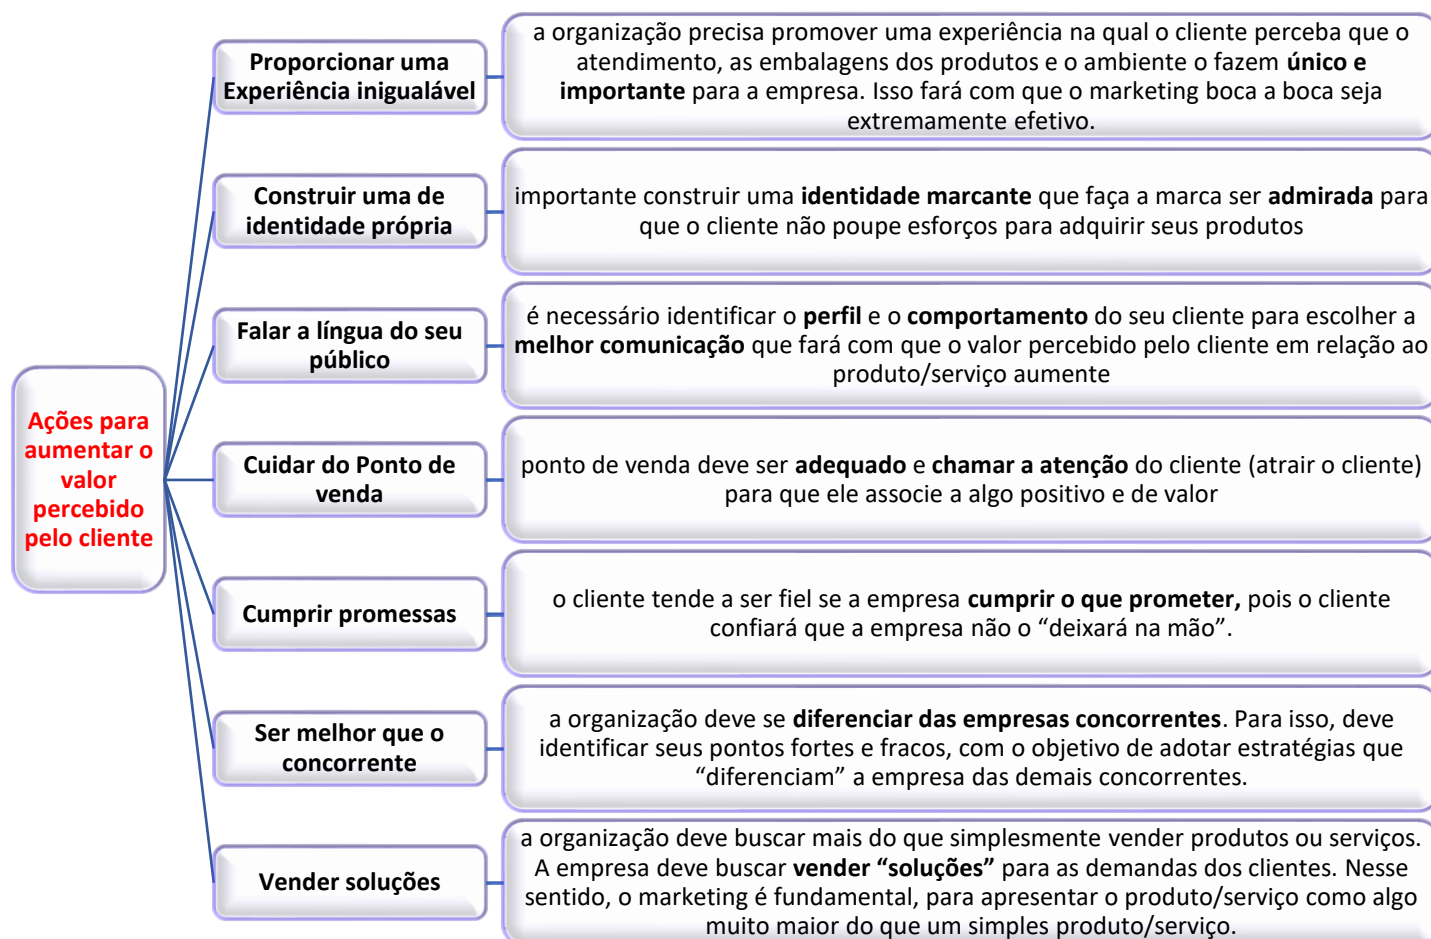 Ações para
aumentar o
valor
percebido
pelo cliente
Proporcionar uma
Experiência inigualável
a organização precisa promover uma experiência na qual o cliente perceba que o
atendimento, as embalagens dos produtos e o ambiente o fazem único e
importante para a empresa. Isso fará com que o marketing boca a boca seja
extremamente efetivo.
Construir uma de
identidade própria
importante construir uma identidade marcante que faça a marca ser admirada para
que o cliente não poupe esforços para adquirir seus produtos
Falar a língua do seu
público
é necessário identificar o perfil e o comportamento do seu cliente para escolher a
melhor comunicação que fará com que o valor percebido pelo cliente em relação ao
produto/serviço aumente
Cuidar do Ponto de
venda
ponto de venda deve ser adequado e chamar a atenção do cliente (atrair o cliente)
para que ele associe a algo positivo e de valor
Cumprir promessas
o cliente tende a ser fiel se a empresa cumprir o que prometer, pois o cliente
confiará que a empresa não o “deixará na mão”.
Ser melhor que o
concorrente
a organização deve se diferenciar das empresas concorrentes. Para isso, deve
identificar seus pontos fortes e fracos, com o objetivo de adotar estratégias que
“diferenciam” a empresa das demais concorrentes.
Vender soluções
a organização deve buscar mais do que simplesmente vender produtos ou serviços.
A empresa deve buscar vender “soluções” para as demandas dos clientes. Nesse
sentido, o marketing é fundamental, para apresentar o produto/serviço como algo
muito maior do que um simples produto/serviço.